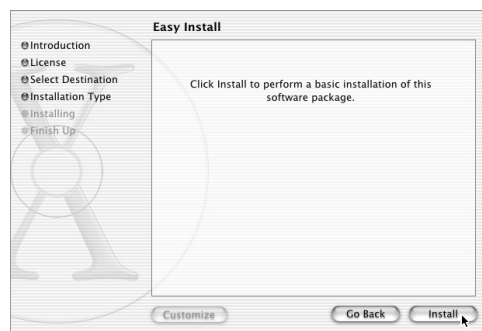 Easy Install
Introduction
License
Select Destination
Installation Type
Installing
Finish Up
Click Install to perform a basic installation of this
software package.
Customize
Go Back
Install